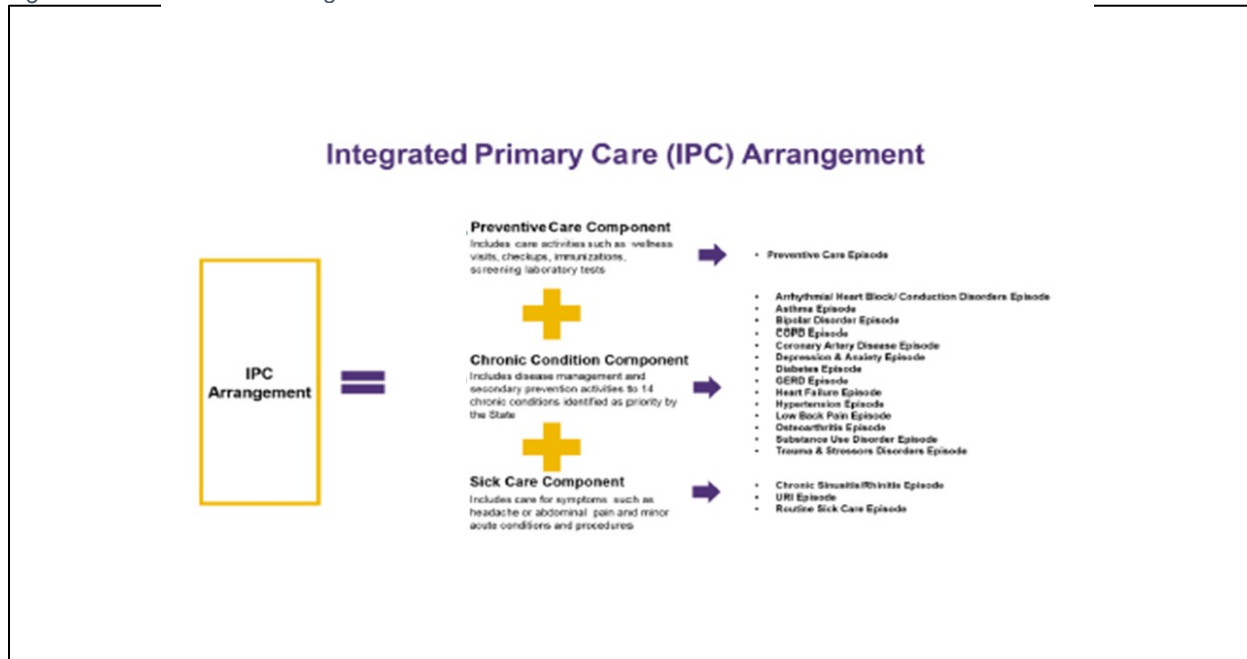 Integrated Primary Care (IPC) Arrangement
IPC
Arrangement
Preventive Care Component
Includes care activities such as wellness
visits, checkups, immunizations,
screening laboratory tests
• Preventive Care Episode
Chronic Condition Component
Includes disease management and
secondary prevention activities to 14
chronic conditions identified as priority by
the State
• Arrhythmia/ Heart Block/ Conduction Disorders Episode
• Asthma Episode
• Bipolar Disorder Episode
• COPD Episode
• Coronary Artery Disease Episode
• Depression & Anxiety Episode
• Diabetes Episode
• GERD Episode
• Heart Failure Episode
• Hypertension Episode
• Low Back Pain Episode
• Osteoarthritis Episode
• Substance Use Disorder Episode
• Trauma & Stressors Disorders Episode
Sick Care Component
Includes care for symptoms such as
headache or abdominal pain and minor
acute conditions and procedures
• Chronic Sinusitis/Rhinitis Episode
• URI Episode
• Routine Sick Care Episode